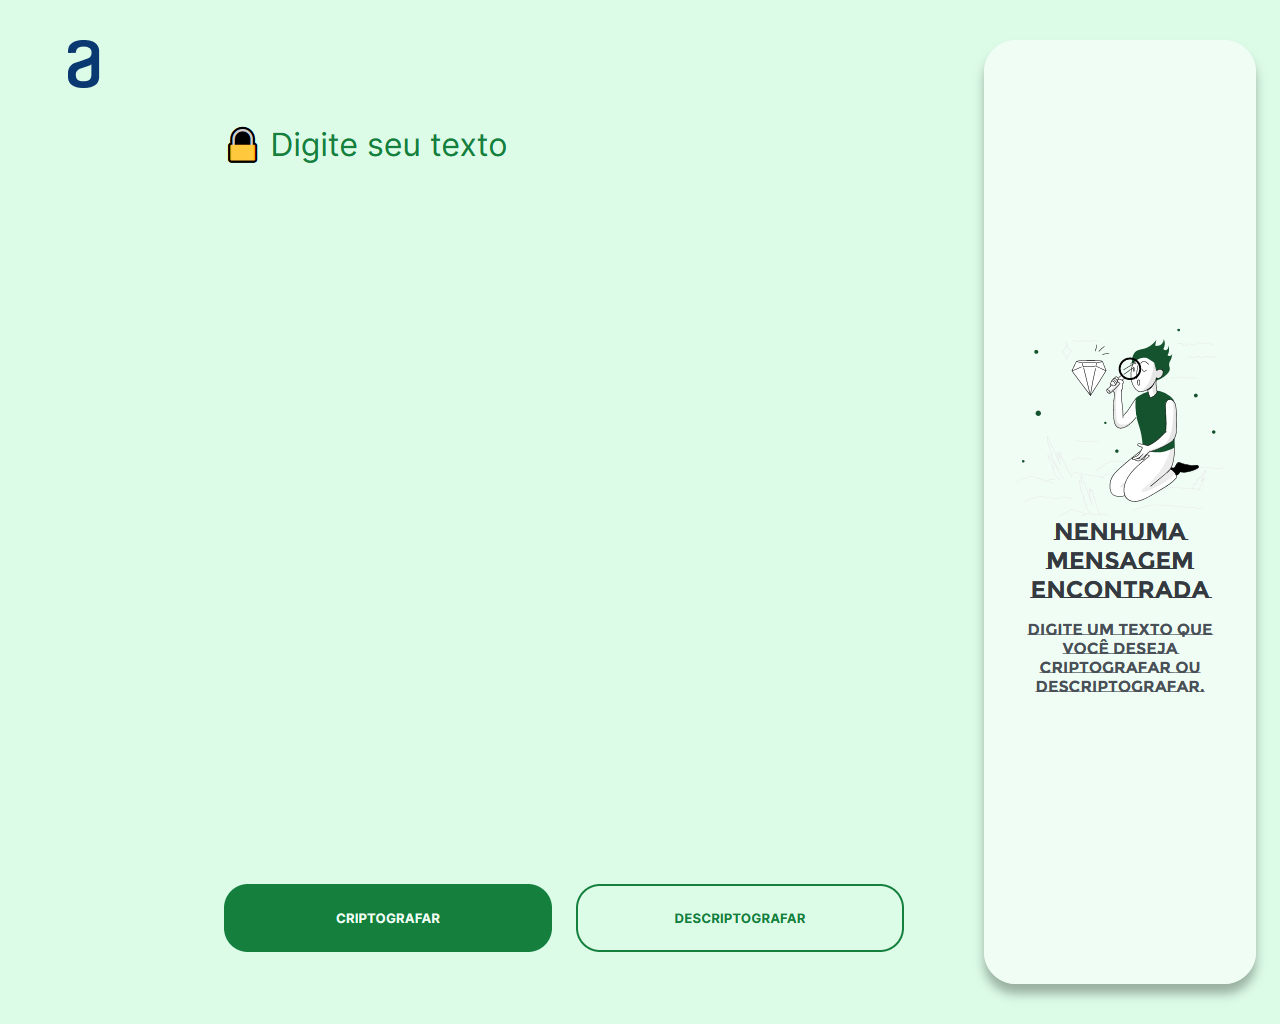 a
🔒 Digite seu texto
CRIPTOGRAFAR
DESCRIPTOGRAFAR
NENHUMA
MENSAGEM
ENCONTRADA
DIGITE UM TEXTO QUE
VOCÊ DESEJA
CRIPTOGRAFAR OU
DESCRIPTOGRAFAR.